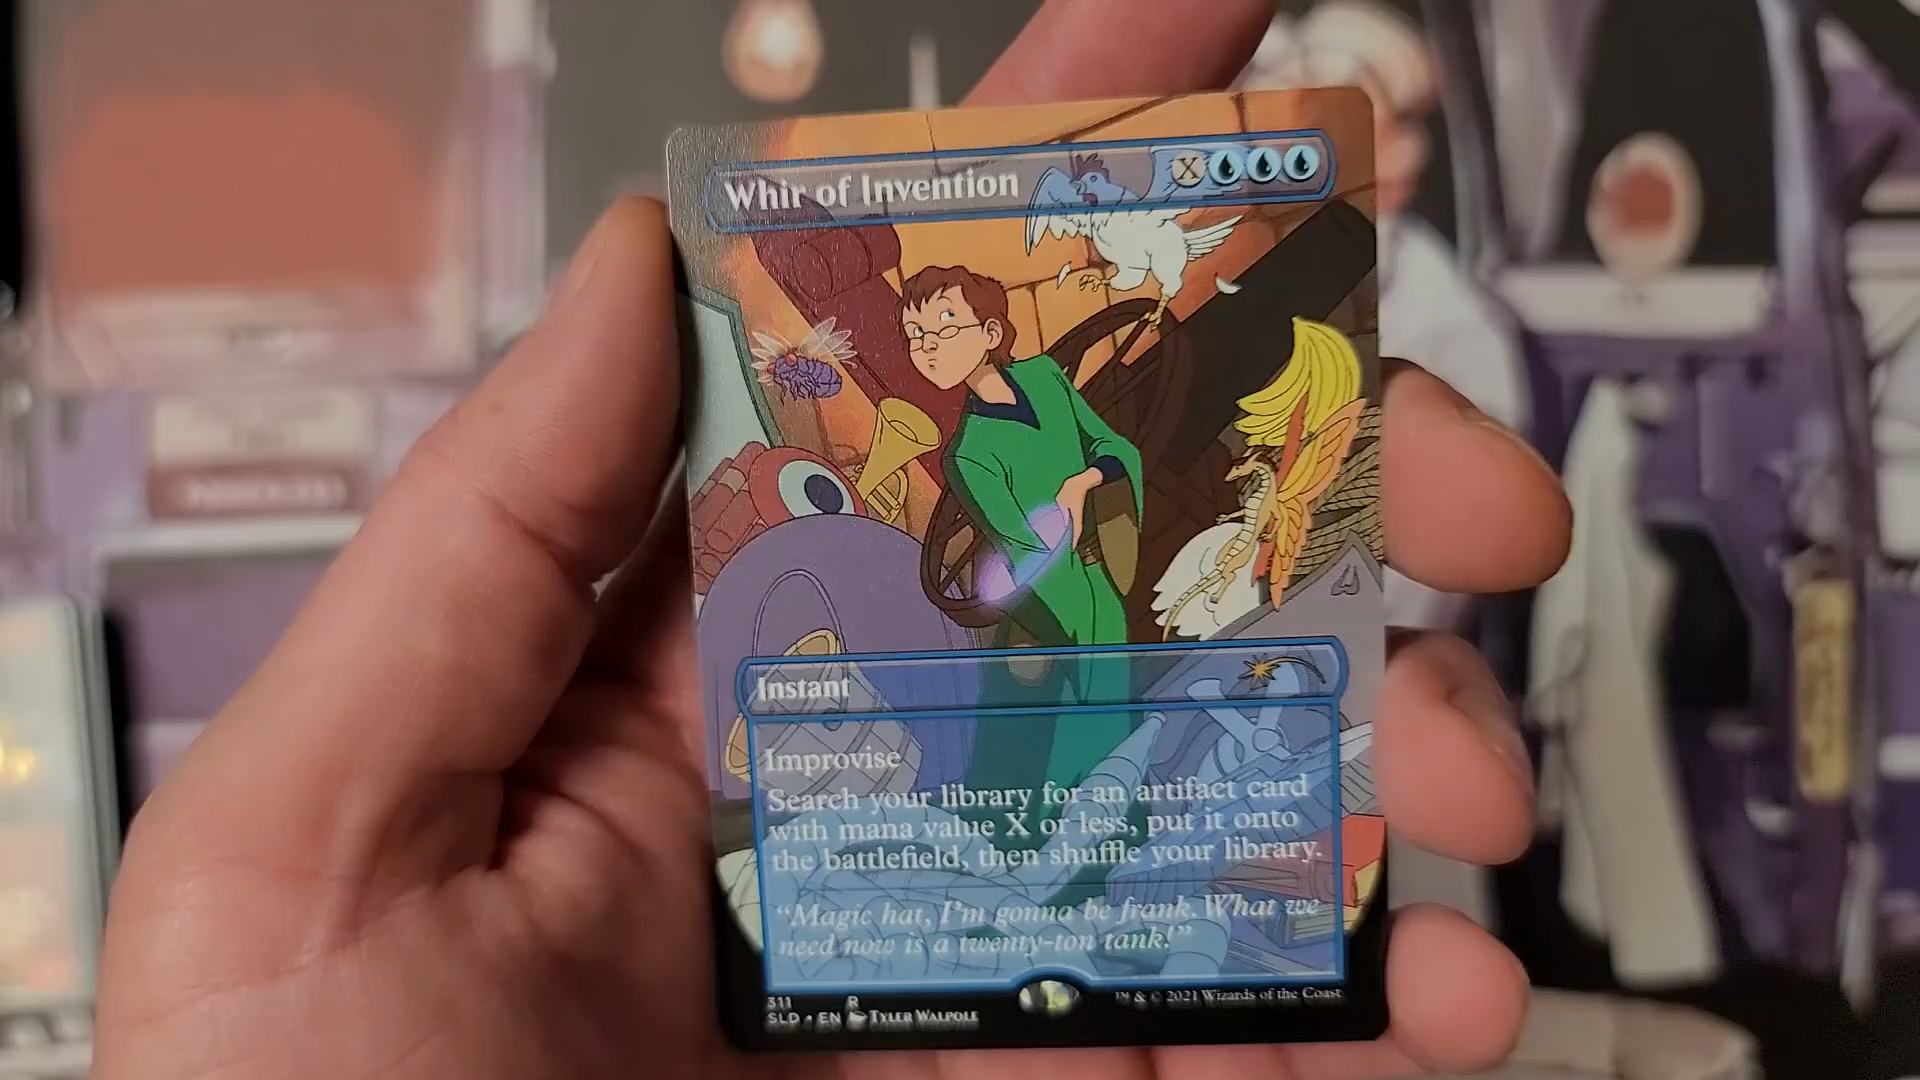 Whir of Invention X
Instant
Improvise
Search your library for an artifact card
with mana value X or less, put it onto
the battlefield, then shuffle your library.
“Magic hat, I'm gonna be frank. What we
need now is a twenty-ton tank!”
311 R
SLD • EN TYLER WALPOLE
™ & © 2021 Wizards of the Coast